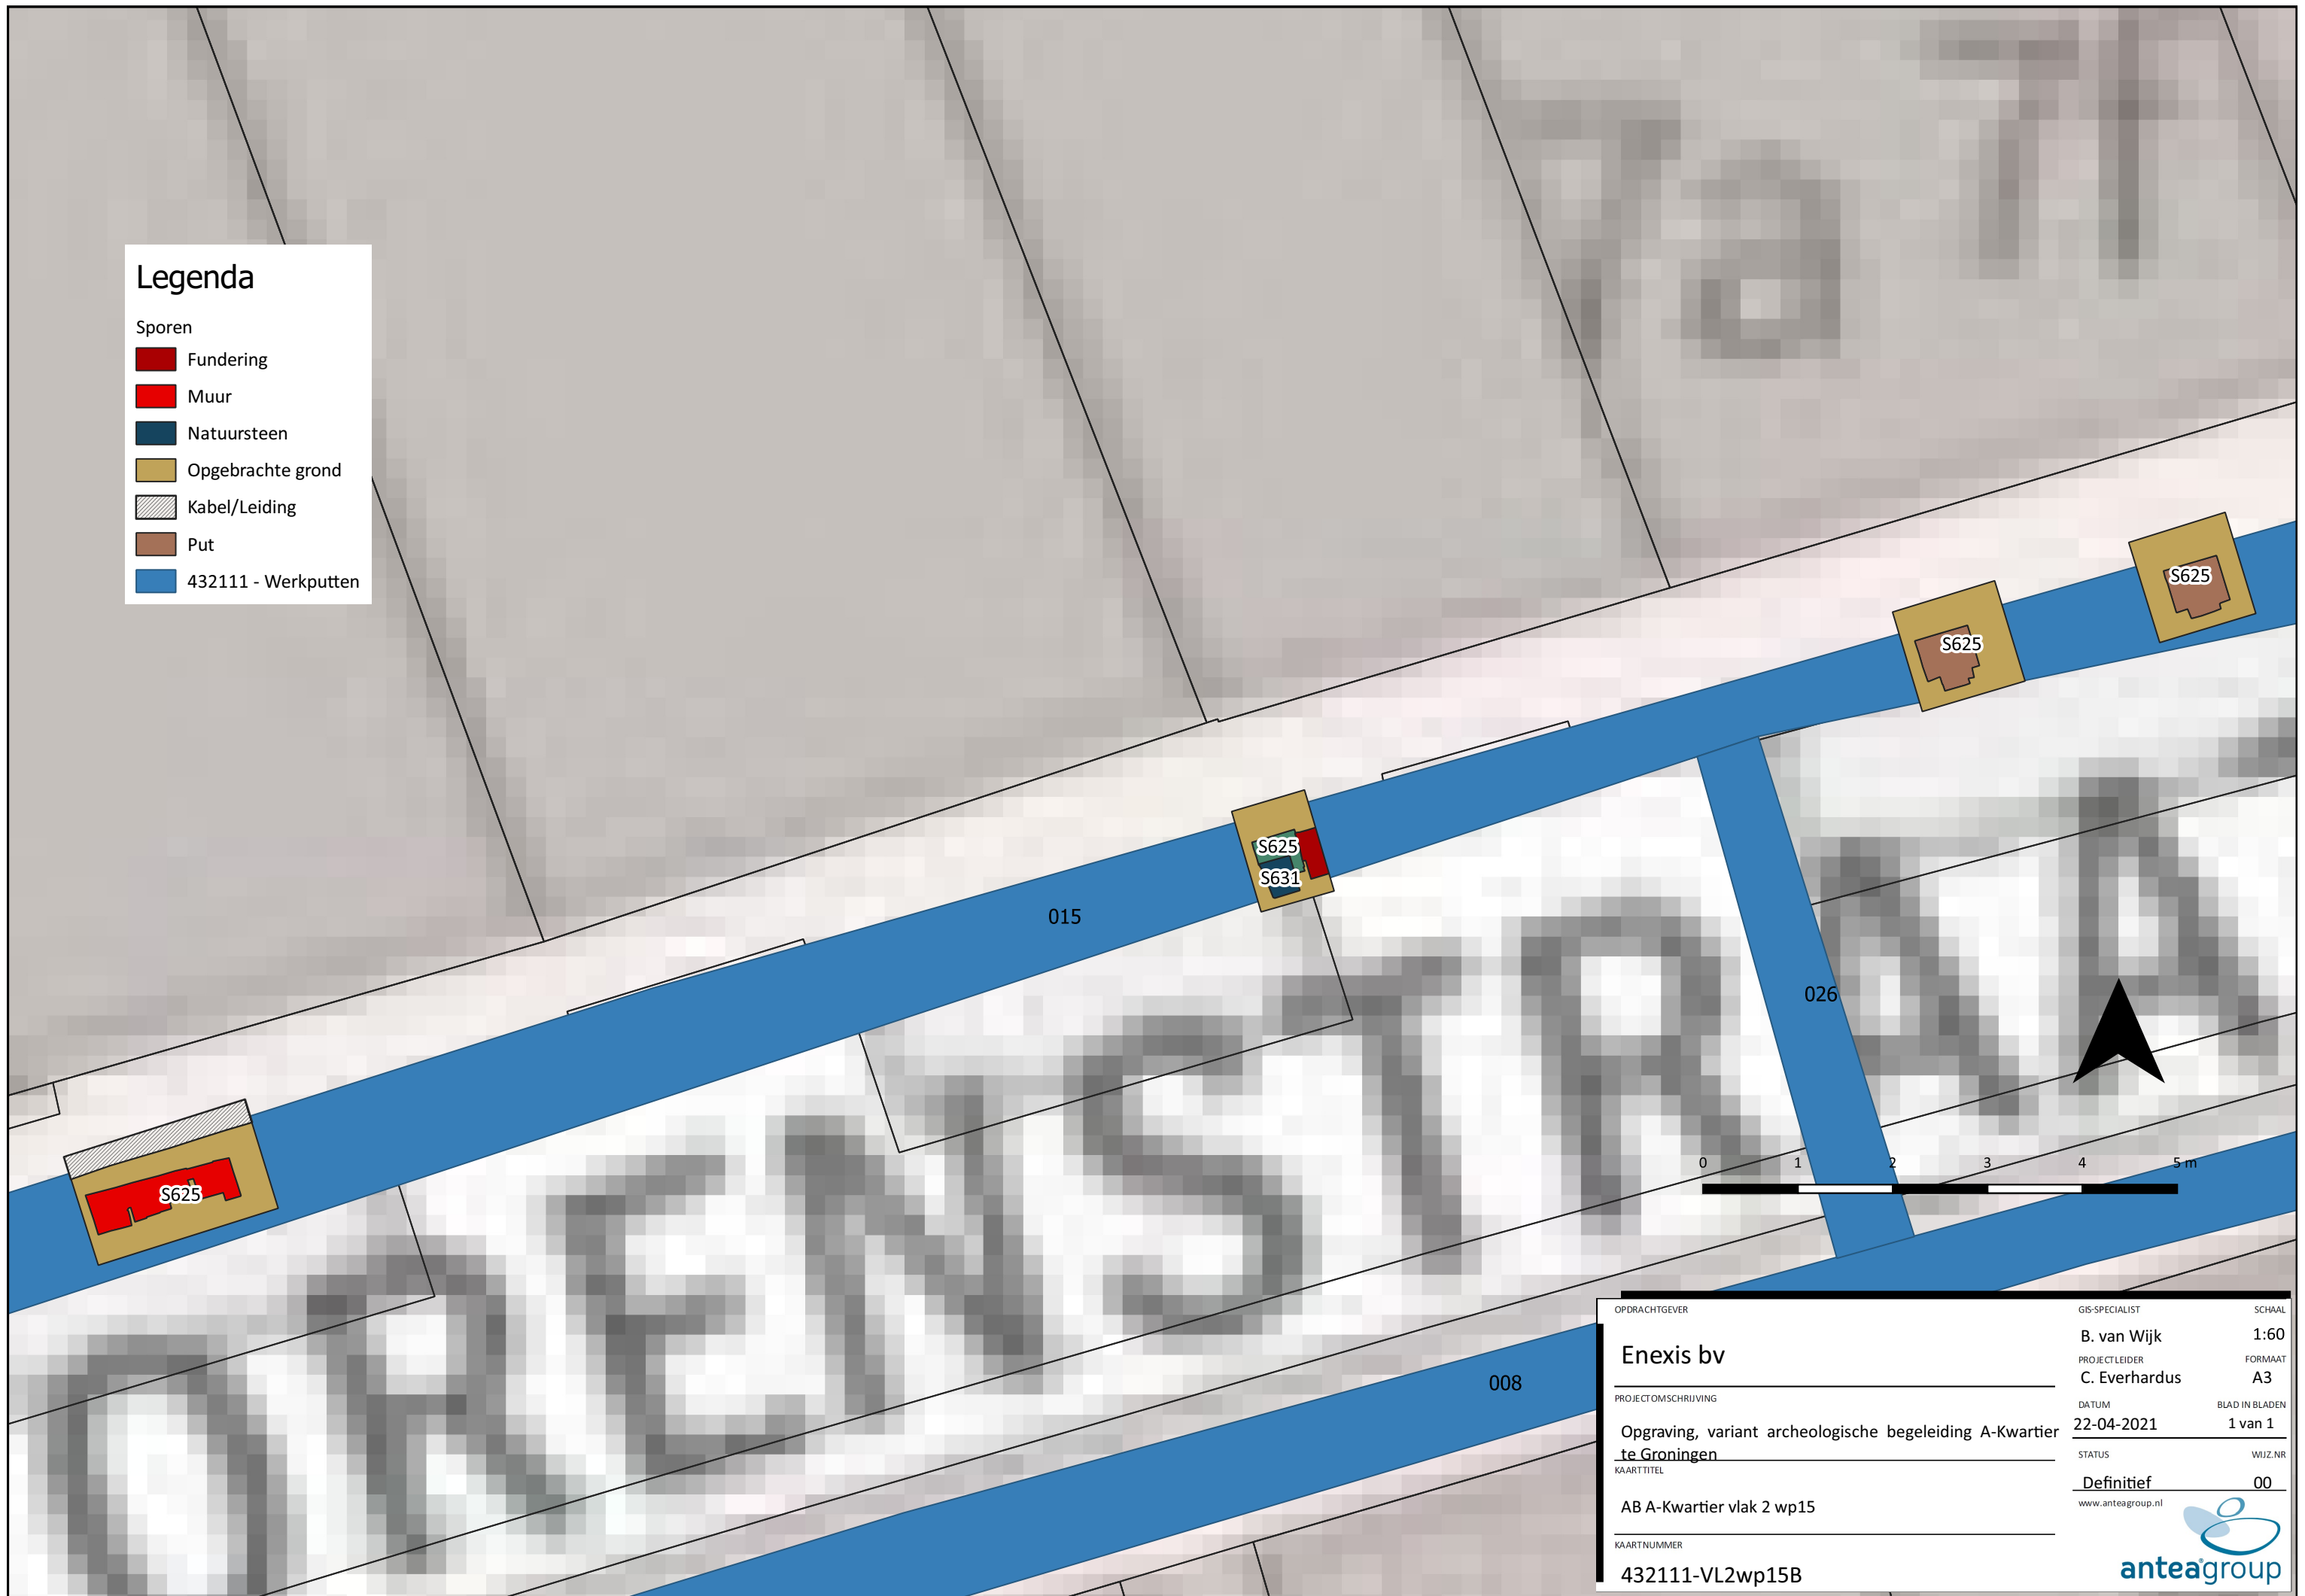 Legenda
Sporen
Fundering
Muur
Natuursteen
Opgebrachte grond
Kabel/Leiding
Put
432111 - Werkputten
S625
S625
S625
S631
015
026
S625
0 1 2 3 4 5 m
ORENSTRAA
008
OPDRACHTGEVER
Enexis bv
PROJECTOMSCHRIJVING
Opgraving, variant archeologische begeleiding A-Kwartier
te Groningen
KAARTTITEL
AB A-Kwartier vlak 2 wp15
KAARTNUMMER
432111-VL2wp15B
GIS-SPECIALIST SCHAAL
B. van Wijk 1:60
PROJECTLEIDER FORMAAT
C. Everhardus A3
DATUM BLAD IN BLADEN
22-04-2021 1 van 1
STATUS WIJZ.NR
Definitief 00
www.anteagroup.nl
anteagroup